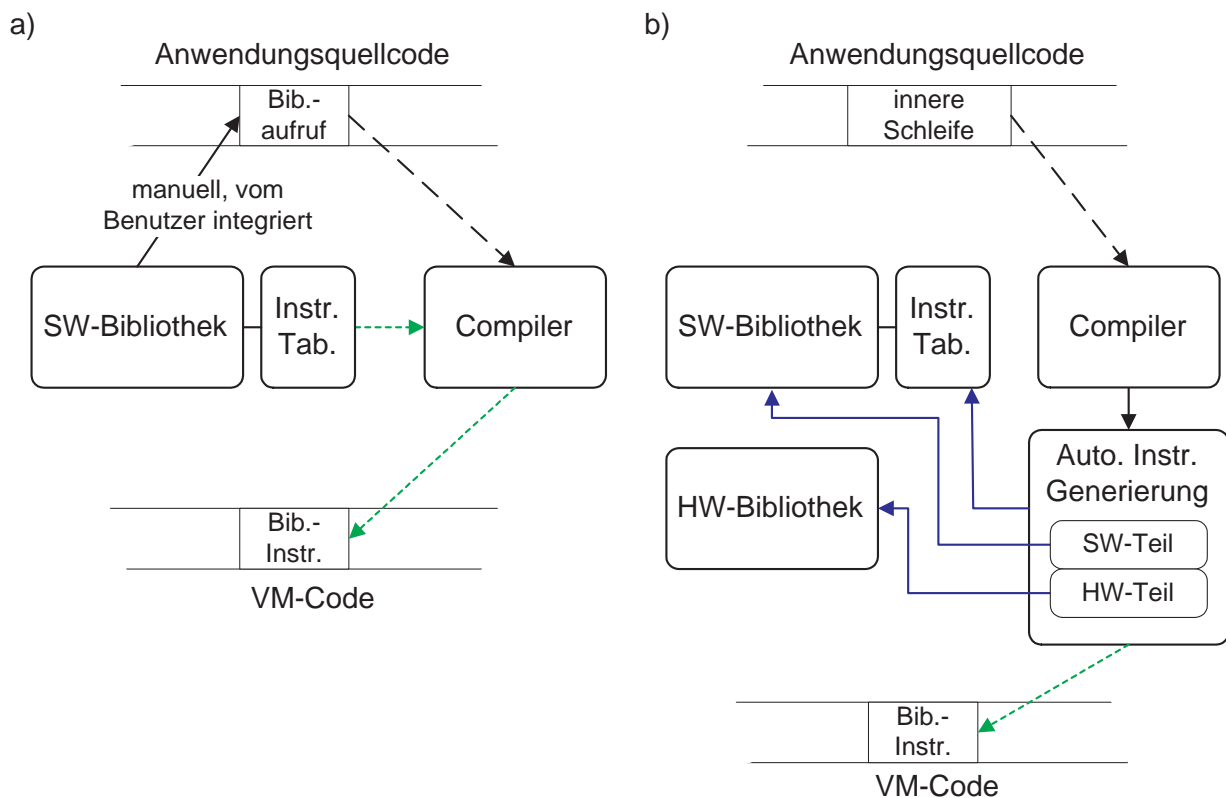 a)
Anwendungsquellcode
Bib.-
aufruf
manuell, vom
Benutzer integriert
SW-Bibliothek
Instr.
Tab.
Compiler
Bib.-
Instr.
VM-Code
b)
Anwendungsquellcode
innere
Schleife
SW-Bibliothek
Instr.
Tab.
Compiler
HW-Bibliothek
Auto. Instr.
Generierung
SW-Teil
HW-Teil
Bib.-
Instr.
VM-Code